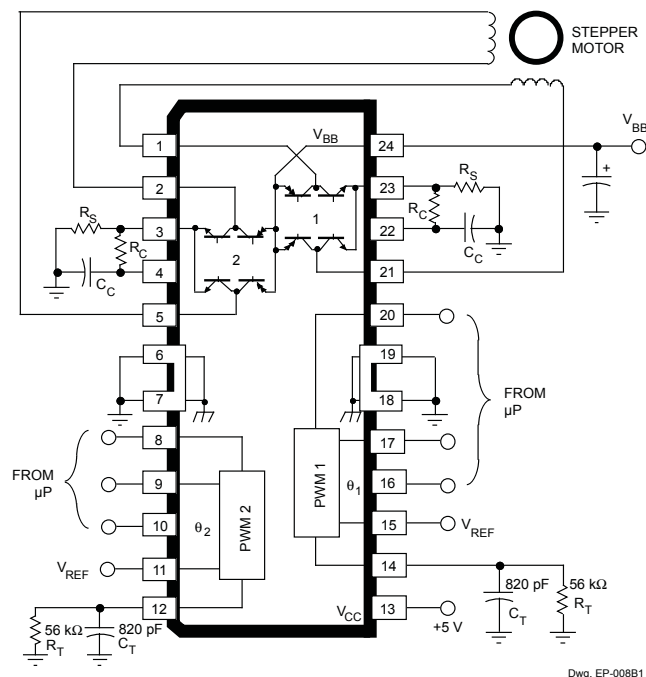 STEPPER
MOTOR
V_BB
1
2
3
4
5
6
7
8
9
10
11
12
24
23
22
21
20
19
18
17
16
15
14
13
V_BB
1
2
R_S
R_C
C_C
R_S
R_C
C_C
FROM
µP
FROM
µP
PWM 1
θ_1
PWM 2
θ_2
V_REF
V_REF
V_CC
+5 V
56 kΩ
R_T
820 pF
C_T
820 pF
C_T
56 kΩ
R_T
+
Dwg. EP-008B1